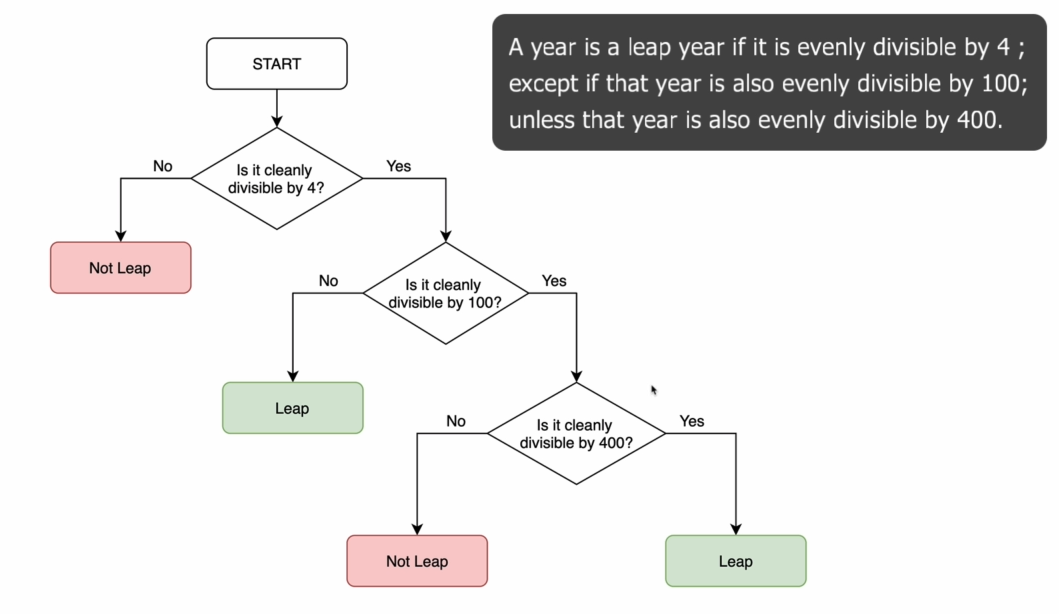 A year is a leap year if it is evenly divisible by 4 ;
except if that year is also evenly divisible by 100;
unless that year is also evenly divisible by 400.
START
No
Is it cleanly
divisible by 4?
Yes
Not Leap
No
Is it cleanly
divisible by 100?
Yes
Leap
No
Is it cleanly
divisible by 400?
Yes
Not Leap
Leap